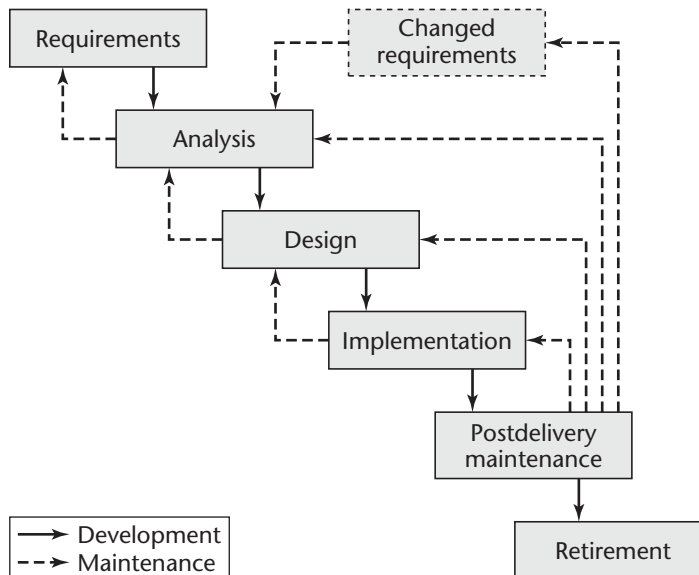 Requirements
Changed
requirements
Analysis
Design
Implementation
Postdelivery
maintenance
Development
Maintenance
Retirement